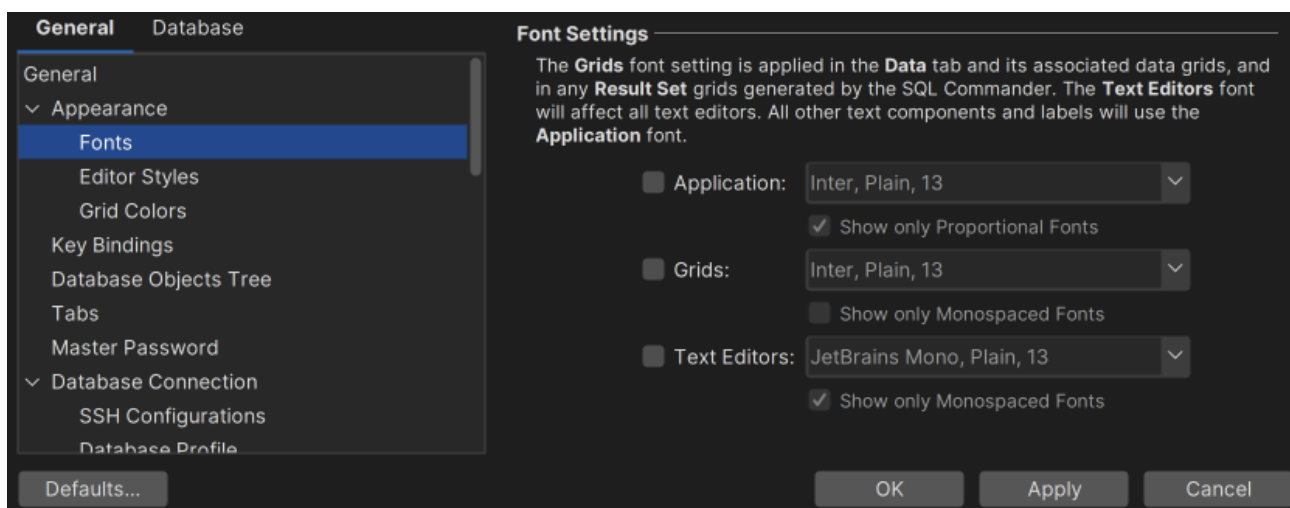 General Database
General
Appearance
Fonts
Editor Styles
Grid Colors
Key Bindings
Database Objects Tree
Tabs
Master Password
Database Connection
SSH Configurations
Database Profile
Font Settings
The Grids font setting is applied in the Data tab and its associated data grids, and
in any Result Set grids generated by the SQL Commander. The Text Editors font
will affect all text editors. All other text components and labels will use the
Application font.
Application: Inter, Plain, 13
Show only Proportional Fonts
Grids: Inter, Plain, 13
Show only Monospaced Fonts
Text Editors: JetBrains Mono, Plain, 13
Show only Monospaced Fonts
Defaults... OK Apply Cancel